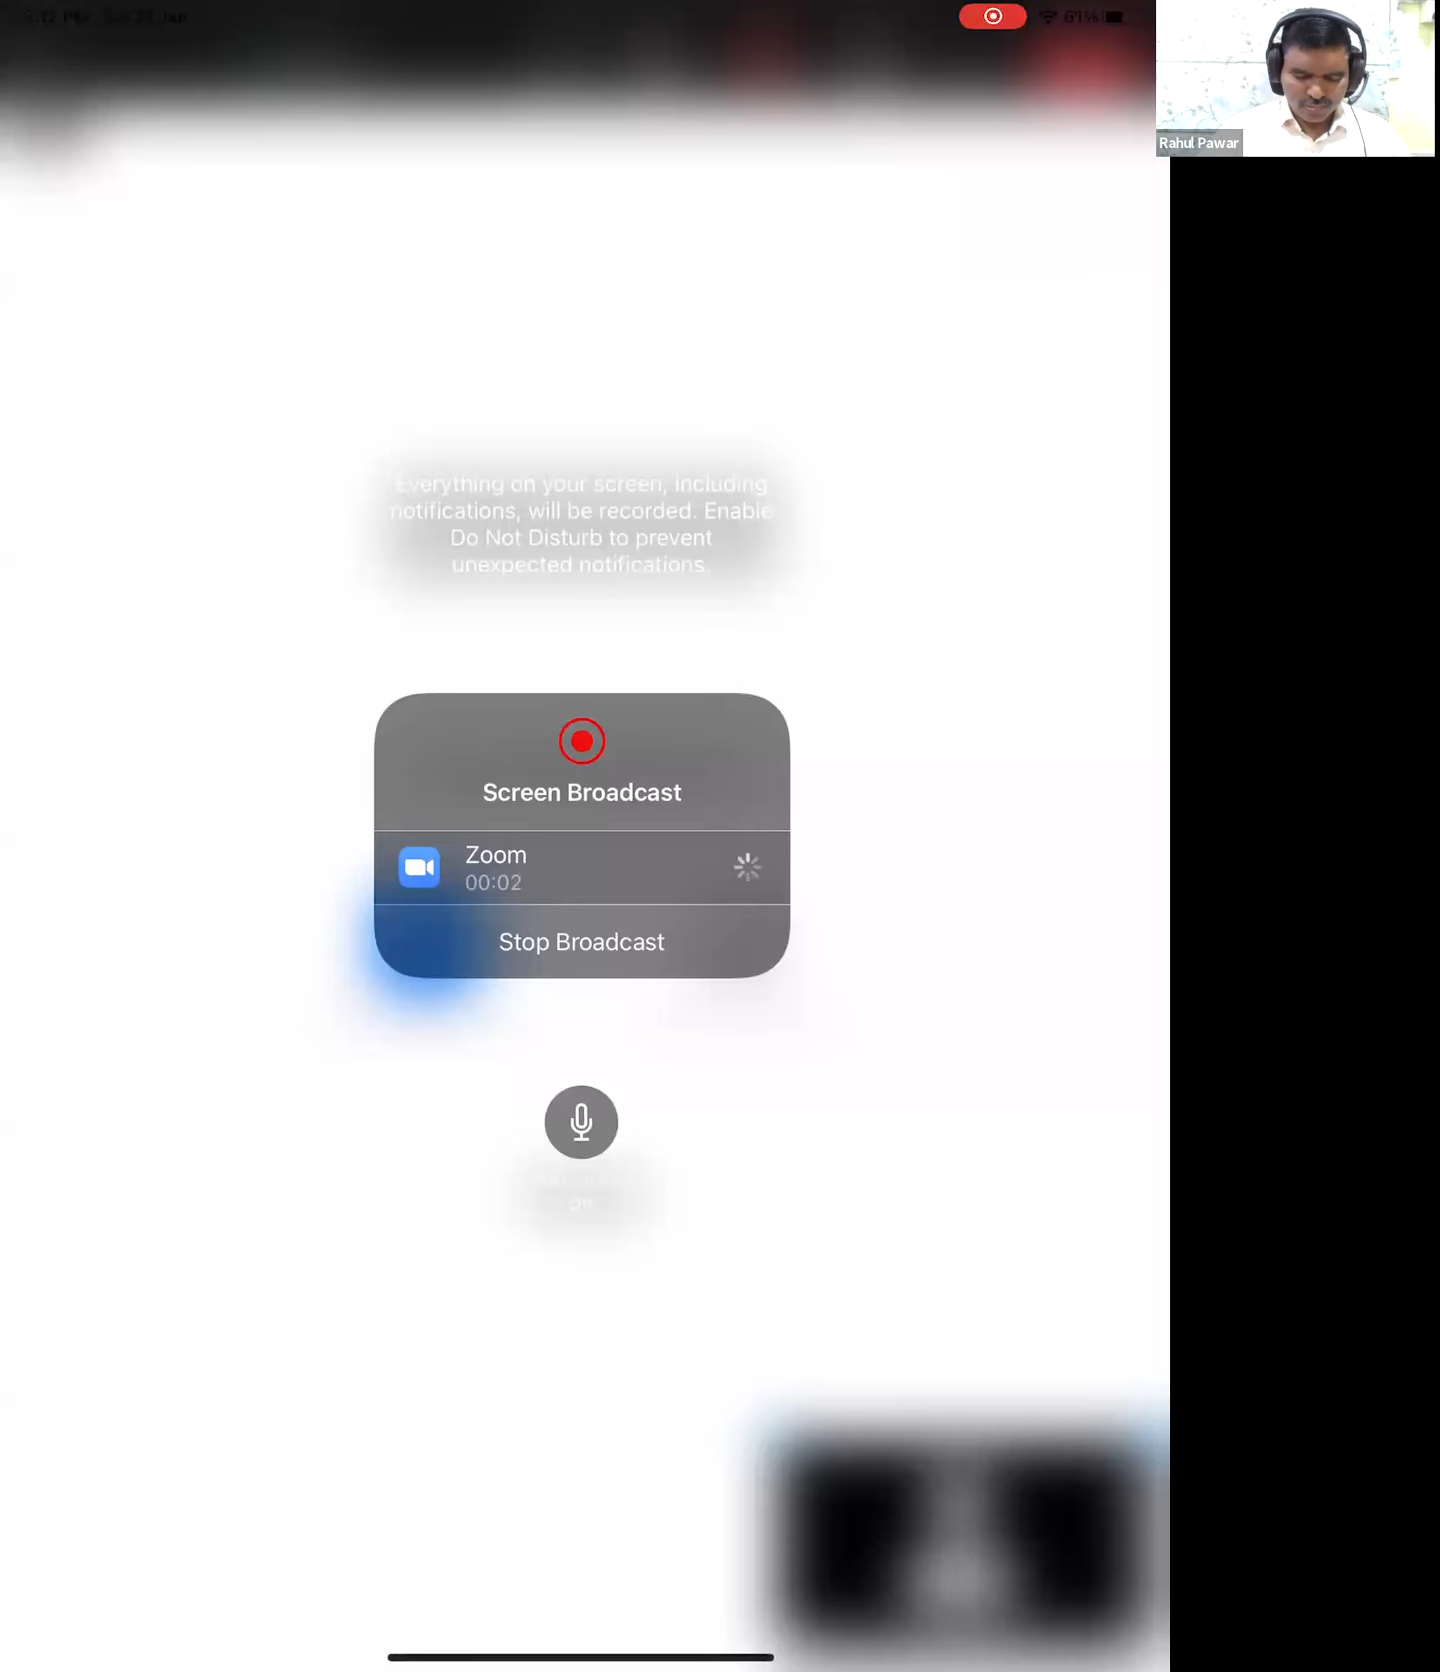 61%
Rahul Pawar
Everything on your screen, including
notifications, will be recorded. Enable
Do Not Disturb to prevent
unexpected notifications.
Screen Broadcast
Zoom
00:02
Stop Broadcast